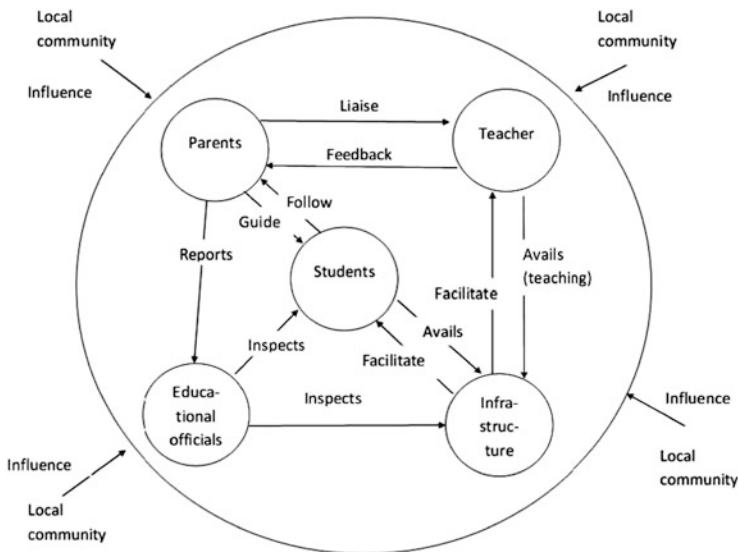 Local
community
Influence
Local
community
Influence
Liaise
Parents
Teacher
Feedback
Follow
Guide
Reports
Students
Avails
(teaching)
Facilitate
Avails
Inspects
Facilitate
Educa-
tional
officials
Inspects
Infra-
struc-
ture
Influence
Local
community
Influence
Local
community